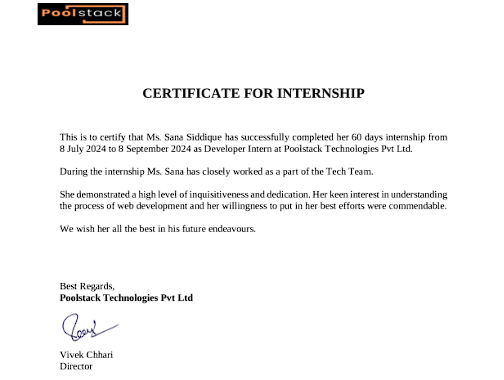 Poolstack
CERTIFICATE FOR INTERNSHIP
This is to certify that Ms. Sana Siddique has successfully completed her 60 days internship from
8 July 2024 to 8 September 2024 as Developer Intern at Poolstack Technologies Pvt Ltd.
During the internship Ms. Sana has closely worked as a part of the Tech Team.
She demonstrated a high level of inquisitiveness and dedication. Her keen interest in understanding
the process of web development and her willingness to put in her best efforts were commendable.
We wish her all the best in his future endeavours.
Best Regards,
Poolstack Technologies Pvt Ltd
Vivek Chhari
Director